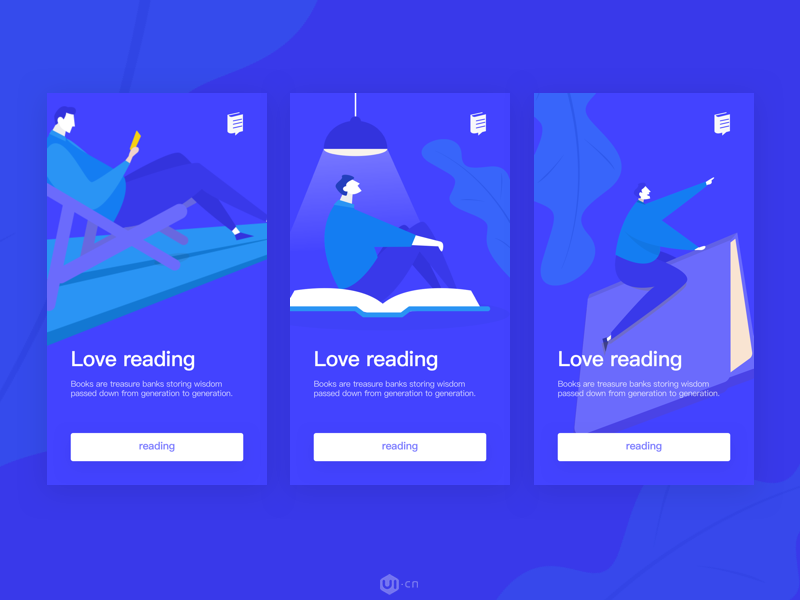 Love reading
Books are treasure banks storing wisdom
passed down from generation to generation.
reading
Love reading
Books are treasure banks storing wisdom
passed down from generation to generation.
reading
Love reading
Books are treasure banks storing wisdom
passed down from generation to generation.
reading
UI·cn